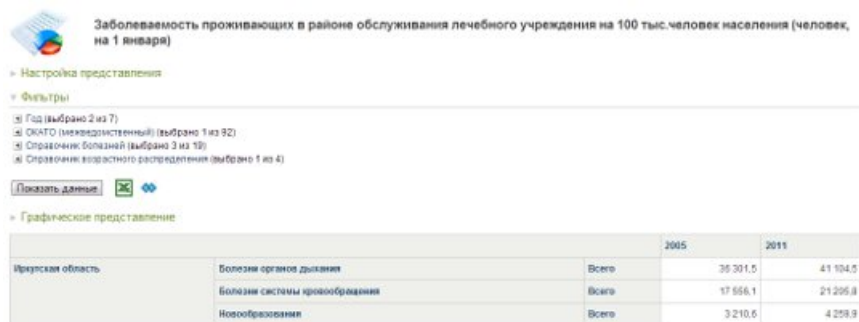 Заболеваемость проживающих в районе обслуживания лечебного учреждения на 100 тыс.человек населения (человек,
на 1 января)
Настройка представления
Фильтры
Год (выбрано 2 из 7)
ОКАТО (межведомственный) (выбрано 1 из 92)
Справочник болезней (выбрано 3 из 19)
Справочник возрастного распределения (выбрано 1 из 4)
Показать данные
Графическое представление
2005 2011
Иркутская область Болезни органов дыхания Всего 36 301,5 41 104,5
Болезни системы кровообращения Всего 17 556,1 21 205,8
Новообразования Всего 3 210,6 4 259,9